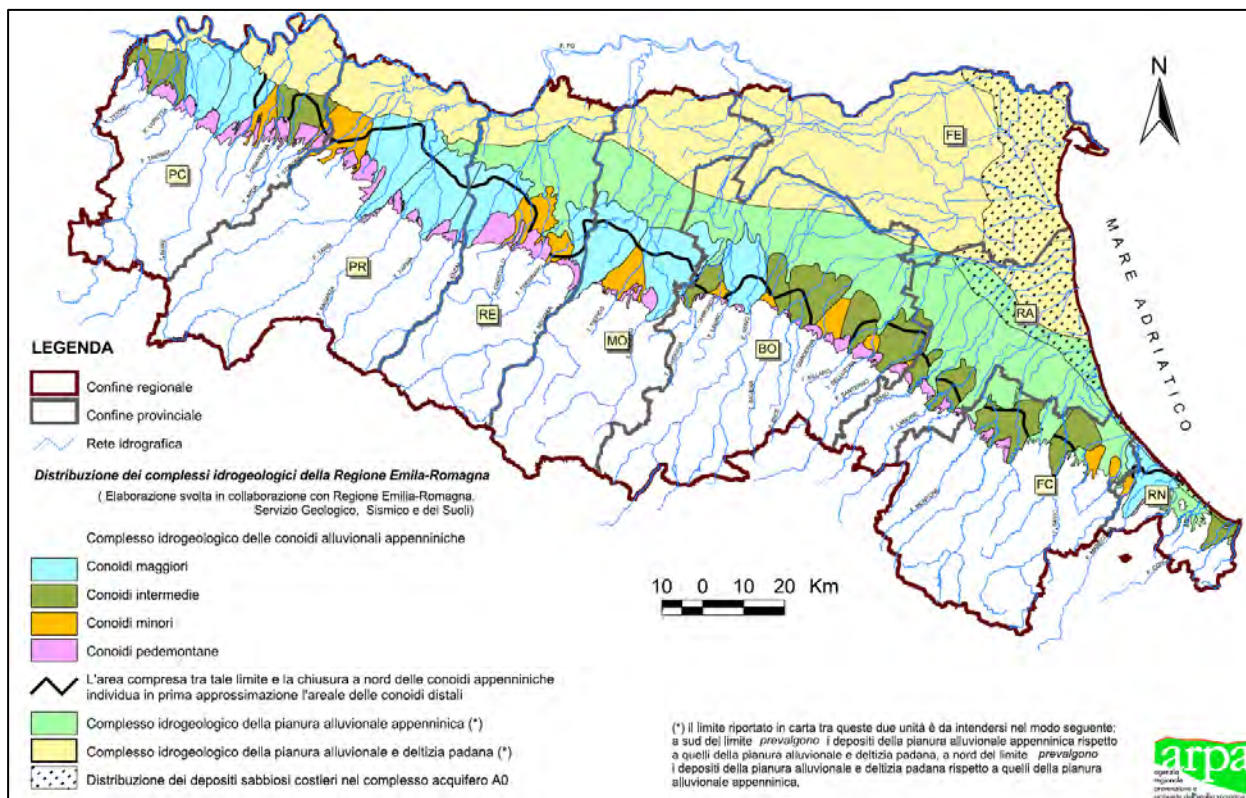 F. PO
N
FE
PC
PR
RE
MO
BO
RA
FC
RN
MARE ADRIATICO
LEGENDA
Confine regionale
Confine provinciale
Rete idrografica
Distribuzione dei complessi idrogeologici della Regione Emila-Romagna
( Elaborazione svolta in collaborazione con Regione Emilia-Romagna.
Servizio Geologico, Sismico e dei Suoli)
Complesso idrogeologico delle conoidi alluvionali appenniniche
Conoidi maggiori
Conoidi intermedie
Conoidi minori
Conoidi pedemontane
L'area compresa tra tale limite e la chiusura a nord delle conoidi appenniniche
individua in prima approssimazione l'areale delle conoidi distali
Complesso idrogeologico della pianura alluvionale appenninica (*)
Complesso idrogeologico della pianura alluvionale e deltizia padana (*)
Distribuzione dei depositi sabbiosi costieri nel complesso acquifero A0
10 0 10 20 Km
(*) il limite riportato in carta tra queste due unità è da intendersi nel modo seguente:
a sud del limite prevalgono i depositi della pianura alluvionale appenninica rispetto
a quelli della pianura alluvionale e deltizia padana, a nord del limite prevalgono
i depositi della pianura alluvionale e deltizia padana rispetto a quelli della pianura
alluvionale appenninica.
arpa
agenzia
regionale
prevenzione e